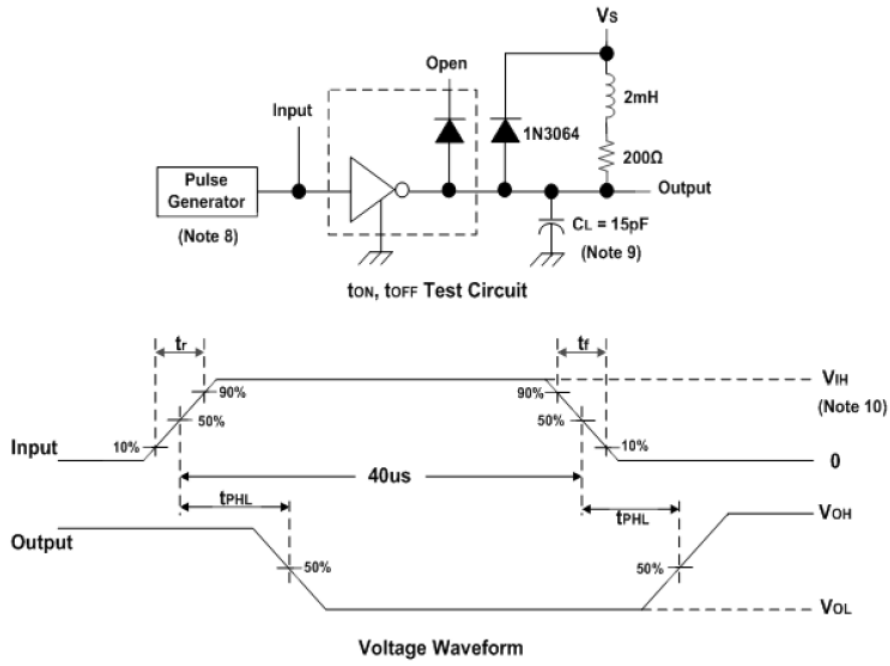 Vs
Open
2mH
Input
1N3064
200Ω
Pulse
Generator
Output
(Note 8)
CL = 15pF
(Note 9)
tON, tOFF Test Circuit
tr
tf
90%
90%
VIH
(Note 10)
50%
50%
Input
10%
10%
0
40us
tPHL
tPHL
VOH
Output
50%
50%
VOL
Voltage Waveform